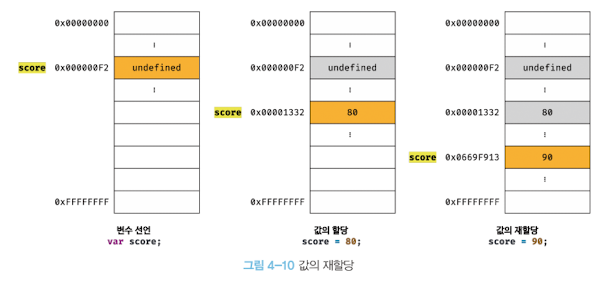 0x00000000
⋮
score 0x000000F2 undefined
⋮
0xFFFFFFFF
변수 선언
var score;
0x00000000
⋮
0x000000F2 undefined
score 0x00001332 80
⋮
0xFFFFFFFF
값의 할당
score = 80;
0x00000000
⋮
0x000000F2 undefined
0x00001332 80
score 0x0669F913 90
⋮
0xFFFFFFFF
값의 재할당
score = 90;
그림 4-10 값의 재할당